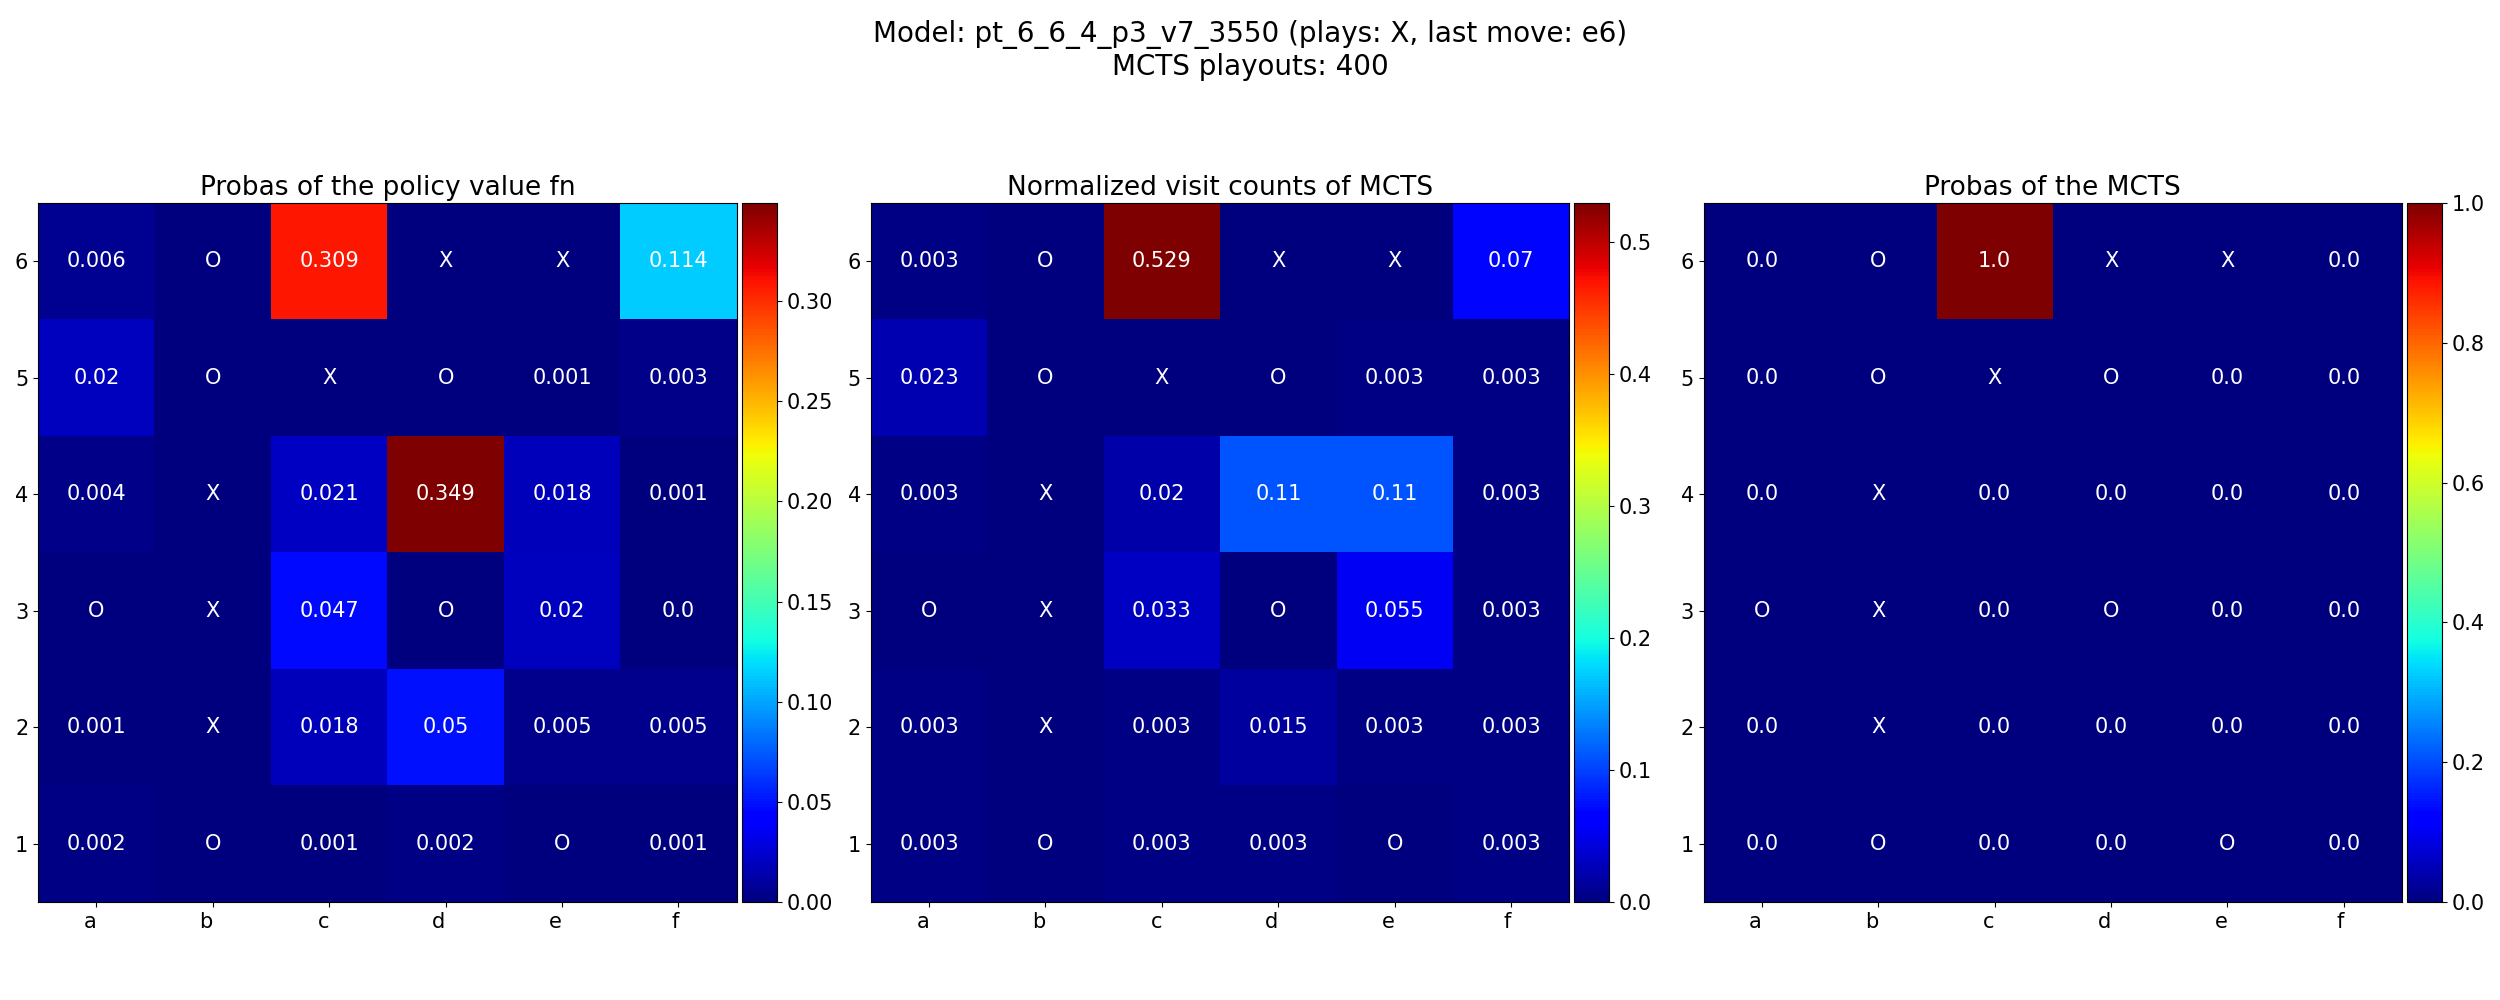 Model: pt_6_6_4_p3_v7_3550 (plays: X, last move: e6)
MCTS playouts: 400
Probas of the policy value fn
6 0.006 O 0.309 X X 0.114
5 0.02 O X O 0.001 0.003
4 0.004 X 0.021 0.349 0.018 0.001
3 O X 0.047 O 0.02 0.0
2 0.001 X 0.018 0.05 0.005 0.005
1 0.002 O 0.001 0.002 O 0.001
a b c d e f
0.30
0.25
0.20
0.15
0.10
0.05
0.00
Normalized visit counts of MCTS
6 0.003 O 0.529 X X 0.07
5 0.023 O X O 0.003 0.003
4 0.003 X 0.02 0.11 0.11 0.003
3 O X 0.033 O 0.055 0.003
2 0.003 X 0.003 0.015 0.003 0.003
1 0.003 O 0.003 0.003 O 0.003
a b c d e f
0.5
0.4
0.3
0.2
0.1
0.0
Probas of the MCTS
6 0.0 O 1.0 X X 0.0
5 0.0 O X O 0.0 0.0
4 0.0 X 0.0 0.0 0.0 0.0
3 O X 0.0 O 0.0 0.0
2 0.0 X 0.0 0.0 0.0 0.0
1 0.0 O 0.0 0.0 O 0.0
a b c d e f
1.0
0.8
0.6
0.4
0.2
0.0